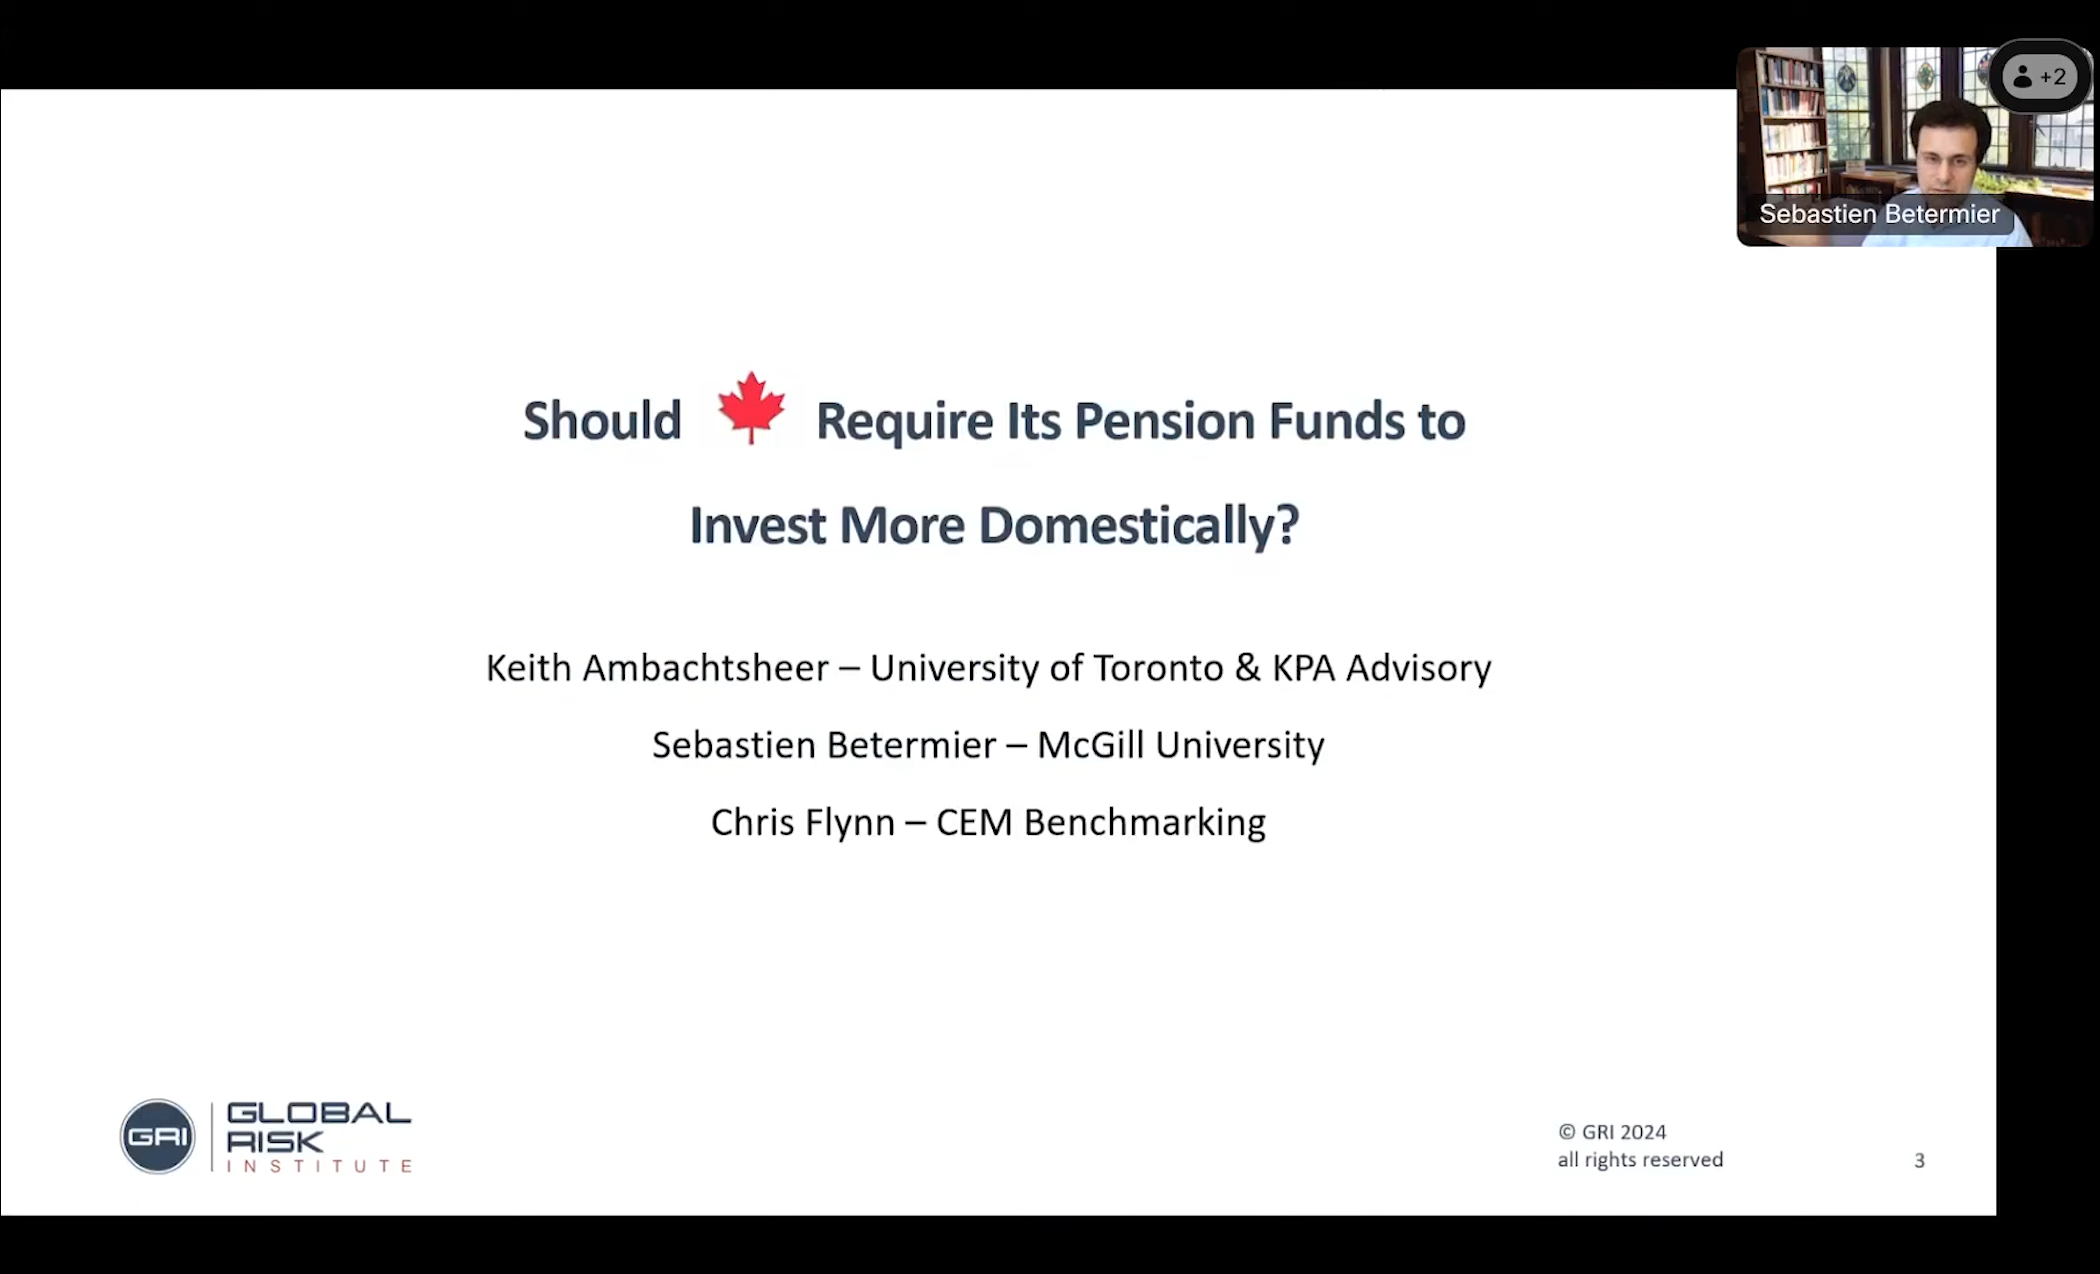 +2
Sebastien Betermier
Should Require Its Pension Funds to
Invest More Domestically?
Keith Ambachtsheer – University of Toronto & KPA Advisory
Sebastien Betermier – McGill University
Chris Flynn – CEM Benchmarking
GRI
GLOBAL
RISK
INSTITUTE
© GRI 2024
all rights reserved
3